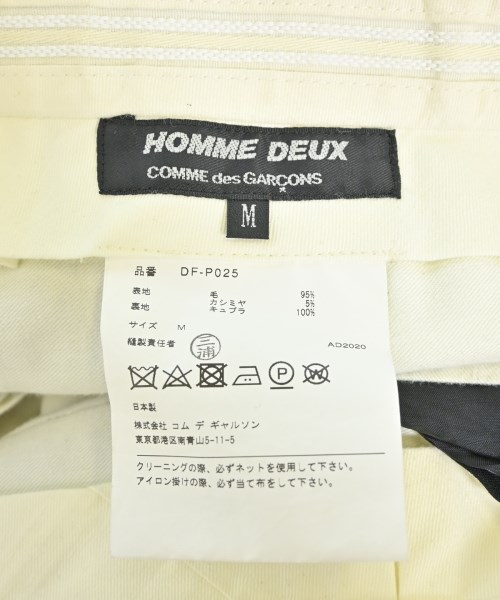 HOMME DEUX
COMME des GARÇONS
M
品番 DF-P025
表地 毛 95%
カシミヤ 5%
裏地 キュプラ 100%
サイズ M
縫製責任者 三浦
AD2020
P W
日本製
株式会社 コム デ ギャルソン
東京都港区南青山5-11-5
クリーニングの際、必ずネットを使用して下さい。
アイロン掛けの際、必ず当て布をして下さい。